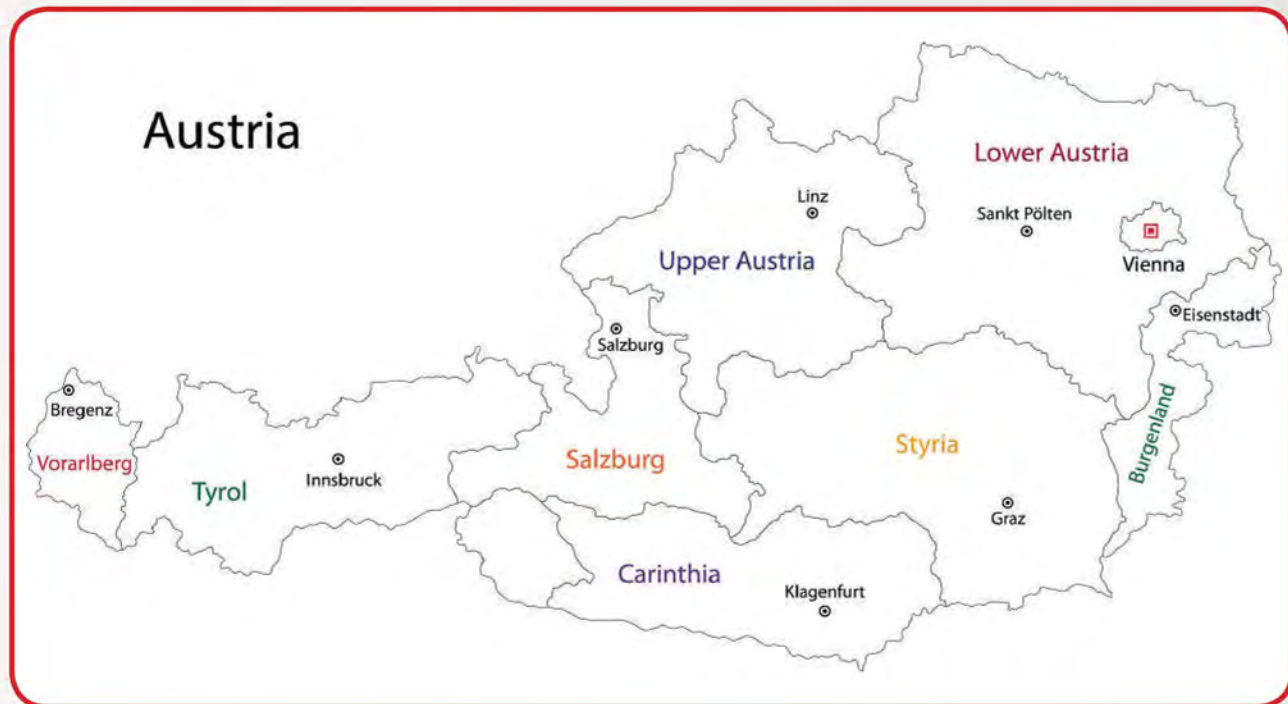 Austria
Lower Austria
Linz
Sankt Pölten
Upper Austria
Vienna
Eisenstadt
Salzburg
Bregenz
Burgenland
Vorarlberg
Tyrol
Innsbruck
Salzburg
Styria
Graz
Carinthia
Klagenfurt